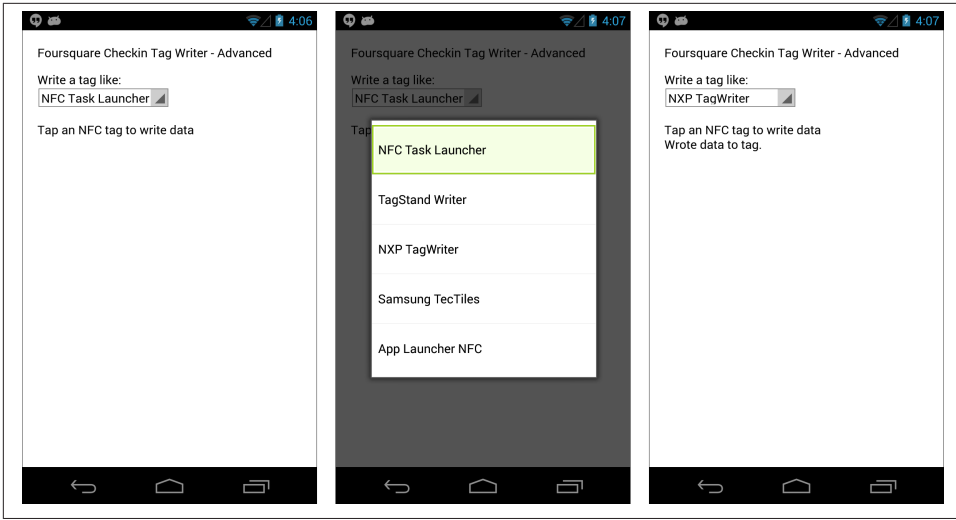 4:06
Foursquare Checkin Tag Writer - Advanced
Write a tag like:
NFC Task Launcher
Tap an NFC tag to write data
4:07
Foursquare Checkin Tag Writer - Advanced
Write a tag like:
NFC Task Launcher
Tap
NFC Task Launcher
TagStand Writer
NXP TagWriter
Samsung TecTiles
App Launcher NFC
4:07
Foursquare Checkin Tag Writer - Advanced
Write a tag like:
NXP TagWriter
Tap an NFC tag to write data
Wrote data to tag.